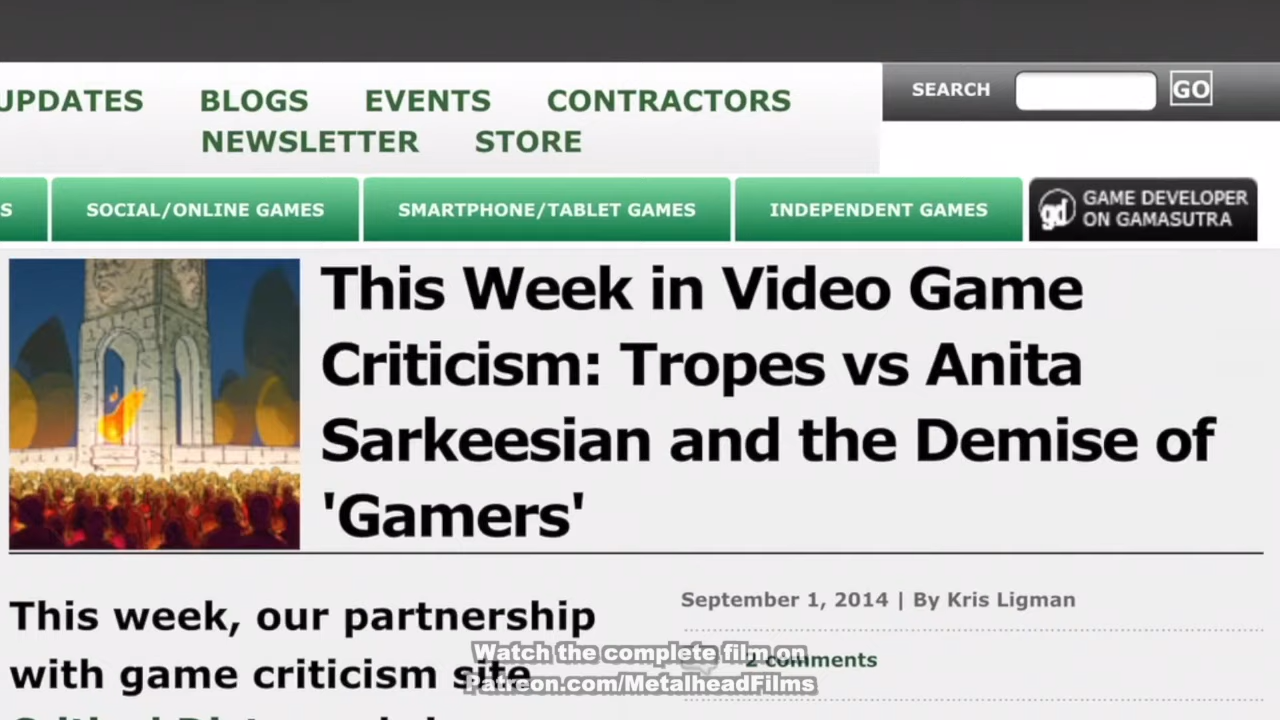 UPDATES BLOGS EVENTS CONTRACTORS
NEWSLETTER STORE
SEARCH GO
S SOCIAL/ONLINE GAMES SMARTPHONE/TABLET GAMES INDEPENDENT GAMES
gd GAME DEVELOPER
ON GAMASUTRA
This Week in Video Game
Criticism: Tropes vs Anita
Sarkeesian and the Demise of
'Gamers'
This week, our partnership
with game criticism site
September 1, 2014 | By Kris Ligman
2 comments
Watch the complete film on
Patreon.com/MetalheadFilms